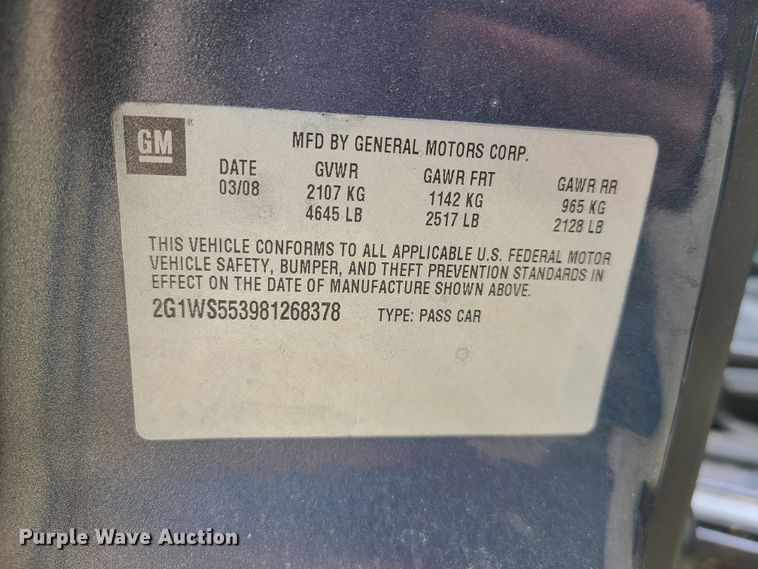 GM ® MFD BY GENERAL MOTORS CORP.
DATE GVWR GAWR FRT GAWR RR
03/08 2107 KG 1142 KG 965 KG
4645 LB 2517 LB 2128 LB
THIS VEHICLE CONFORMS TO ALL APPLICABLE U.S. FEDERAL MOTOR
VEHICLE SAFETY, BUMPER, AND THEFT PREVENTION STANDARDS IN
EFFECT ON THE DATE OF MANUFACTURE SHOWN ABOVE.
2G1WS553981268378 TYPE: PASS CAR
Purple Wave Auction